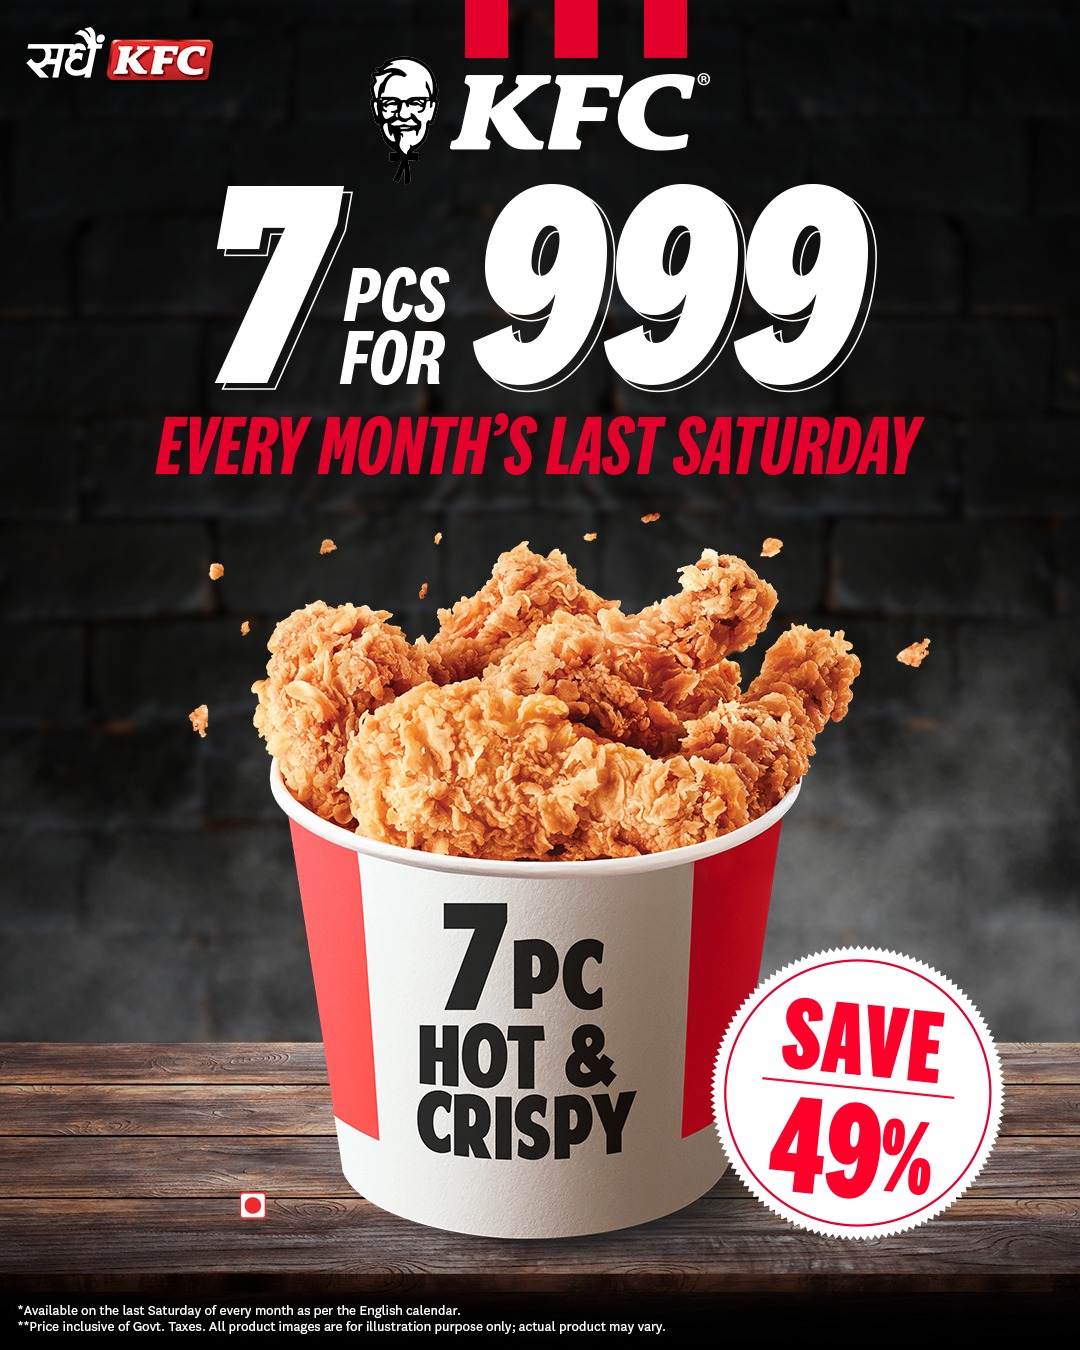 सधैं KFC
KFC®
7 PCS FOR 999
EVERY MONTH'S LAST SATURDAY
7 PC
HOT &
CRISPY
SAVE
49%
*Available on the last Saturday of every month as per the English calendar.
**Price inclusive of Govt. Taxes. All product images are for illustration purpose only; actual product may vary.